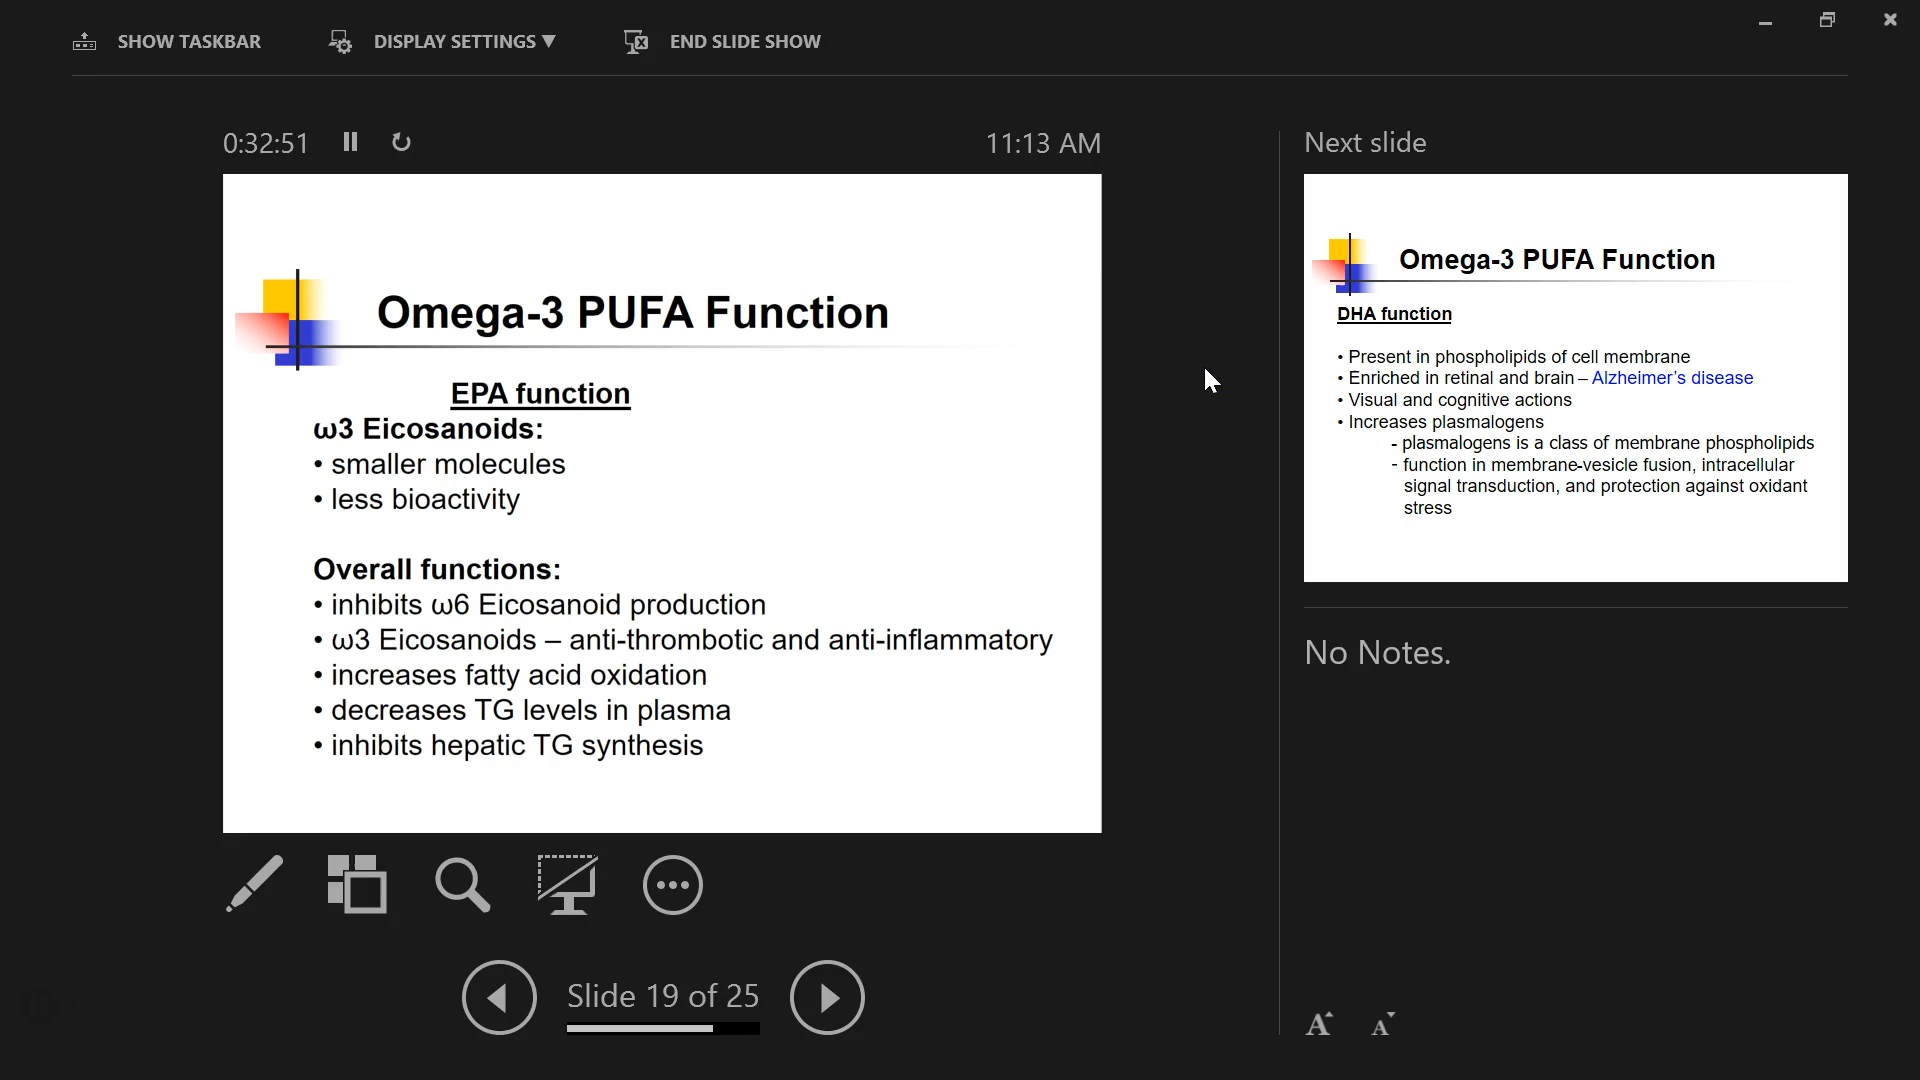 SHOW TASKBAR
DISPLAY SETTINGS ▼
END SLIDE SHOW
0:32:51
11:13 AM
Omega-3 PUFA Function
EPA function
ω3 Eicosanoids:
• smaller molecules
• less bioactivity
Overall functions:
• inhibits ω6 Eicosanoid production
• ω3 Eicosanoids – anti-thrombotic and anti-inflammatory
• increases fatty acid oxidation
• decreases TG levels in plasma
• inhibits hepatic TG synthesis
Slide 19 of 25
Next slide
Omega-3 PUFA Function
DHA function
• Present in phospholipids of cell membrane
• Enriched in retinal and brain – Alzheimer’s disease
• Visual and cognitive actions
• Increases plasmalogens
- plasmalogens is a class of membrane phospholipids
- function in membrane-vesicle fusion, intracellular
signal transduction, and protection against oxidant
stress
No Notes.
A A